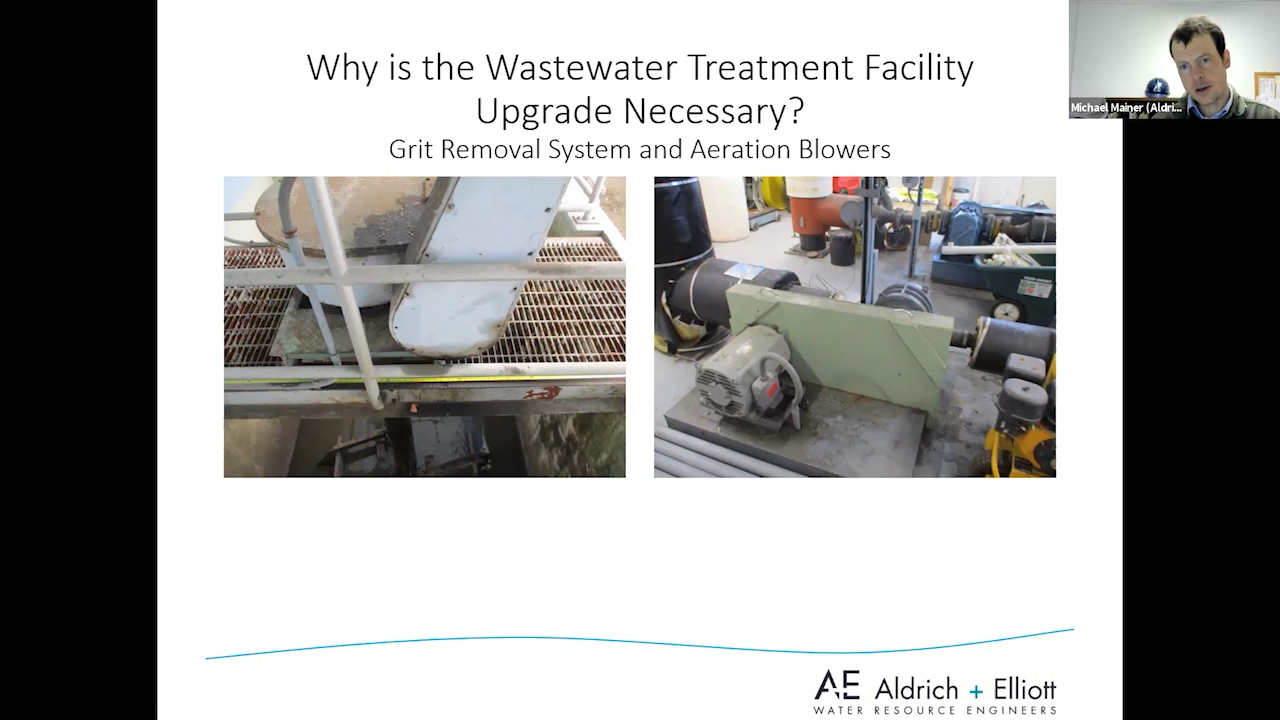 Why is the Wastewater Treatment Facility
Upgrade Necessary?
Grit Removal System and Aeration Blowers
Michael Mainer (Aldri...
AE Aldrich + Elliott
WATER RESOURCE ENGINEERS